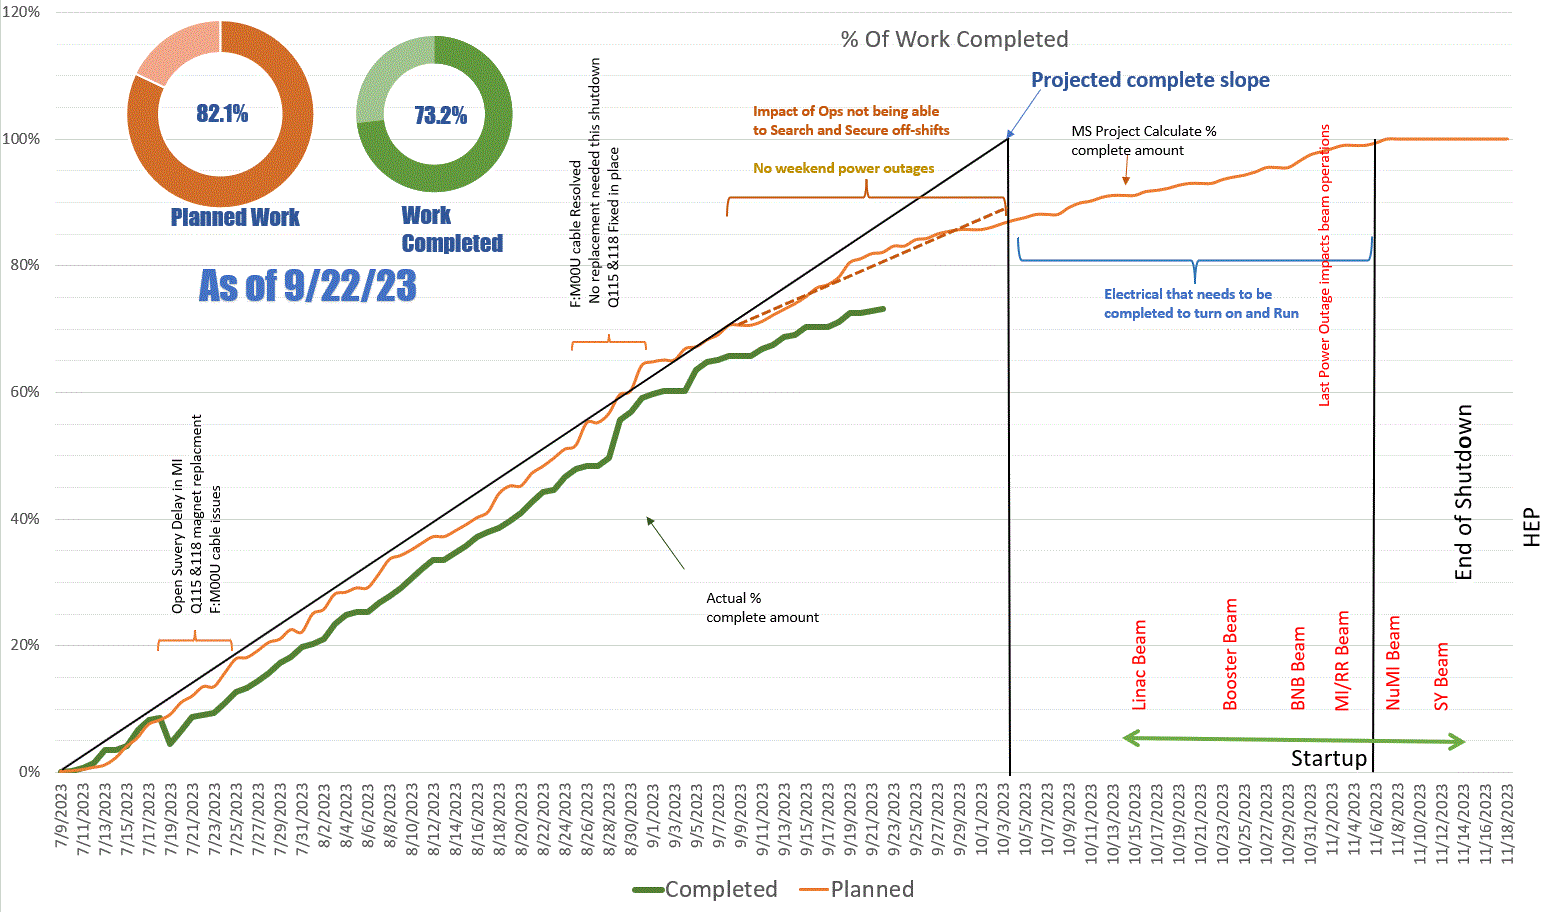 % Of Work Completed
120%
100%
80%
60%
40%
20%
0%
82.1%
73.2%
Planned Work
Work
Completed
As of 9/22/23
Projected complete slope
Impact of Ops not being able
to Search and Secure off-shifts
No weekend power outages
MS Project Calculate %
complete amount
Electrical that needs to be
completed to turn on and Run
Last Power Outage impacts beam operations
F:M00U cable Resolved
No replacement needed this shutdown
Q115 &118 Fixed in place
Open Suvery Delay in MI
Q115 &118 magnet replacment
F:M00U cable issues
Actual %
complete amount
End of Shutdown
HEP
Linac Beam
Booster Beam
BNB Beam
MI/RR Beam
NuMI Beam
SY Beam
Startup
7/9/2023
7/11/2023
7/13/2023
7/15/2023
7/17/2023
7/19/2023
7/21/2023
7/23/2023
7/25/2023
7/27/2023
7/29/2023
7/31/2023
8/2/2023
8/4/2023
8/6/2023
8/8/2023
8/10/2023
8/12/2023
8/14/2023
8/16/2023
8/18/2023
8/20/2023
8/22/2023
8/24/2023
8/26/2023
8/28/2023
8/30/2023
9/1/2023
9/3/2023
9/5/2023
9/7/2023
9/9/2023
9/11/2023
9/13/2023
9/15/2023
9/17/2023
9/19/2023
9/21/2023
9/23/2023
9/25/2023
9/27/2023
9/29/2023
10/1/2023
10/3/2023
10/5/2023
10/7/2023
10/9/2023
10/11/2023
10/13/2023
10/15/2023
10/17/2023
10/19/2023
10/21/2023
10/23/2023
10/25/2023
10/27/2023
10/29/2023
10/31/2023
11/2/2023
11/4/2023
11/6/2023
11/8/2023
11/10/2023
11/12/2023
11/14/2023
11/16/2023
11/18/2023
Completed
Planned